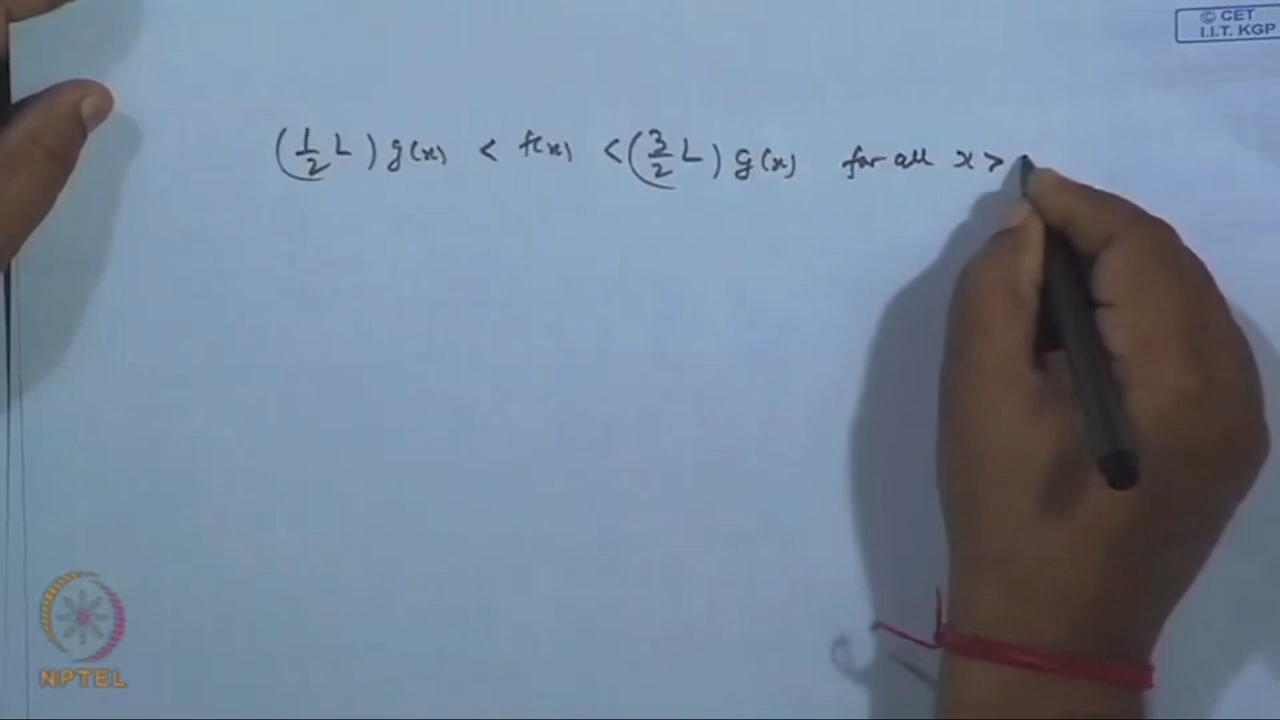 © CET
I.I.T. KGP
(1/2 L) g(x) < f(x) < (3/2 L) g(x) for all x >
NPTEL